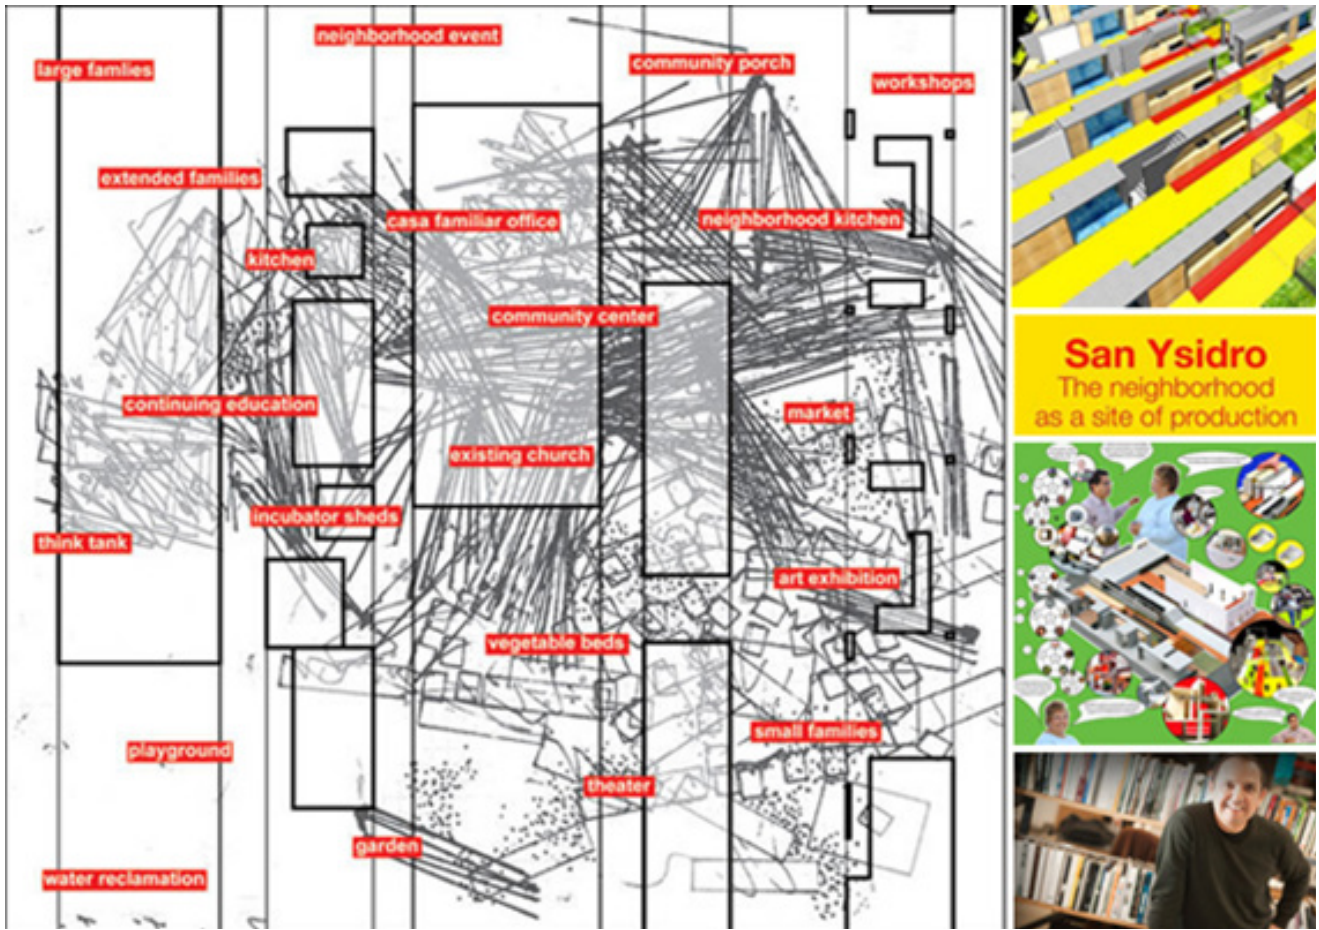 neighborhood event
large famlies
community porch
workshops
extended families
casa familiar office
neighborhood kitchen
kitchen
community center
continuing education
market
existing church
incubator sheds
think tank
art exhibition
vegetable beds
small families
playground
theater
garden
water reclamation
San Ysidro
The neighborhood
as a site of production